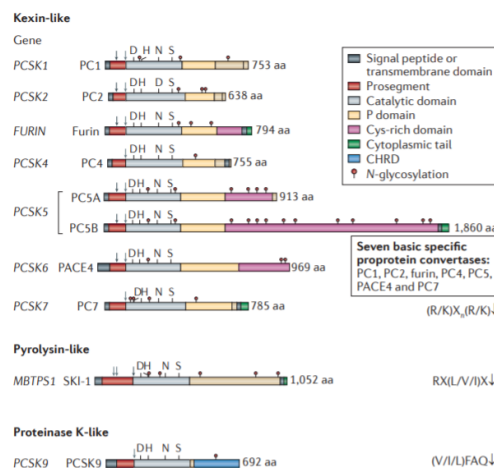 Kexin-like
Gene
D H N S
PCSK1 PC1 753 aa
DH D S
PCSK2 PC2 638 aa
DH N S
FURIN Furin 794 aa
DH N S
PCSK4 PC4 755 aa
DH N S
PC5A 913 aa
PCSK5
DH N S
PC5B 1,860 aa
DH N S
PCSK6 PACE4 969 aa
DH N S
PCSK7 PC7 785 aa
Signal peptide or
transmembrane domain
Prosegment
Catalytic domain
P domain
Cys-rich domain
Cytoplasmic tail
CHRD
N-glycosylation
Seven basic specific
proprotein convertases:
PC1, PC2, furin, PC4, PC5,
PACE4 and PC7
(R/K)Xn(R/K)↓
Pyrolysin-like
DH N S
MBTPS1 SKI-1 1,052 aa
RX(L/V/I)X↓
Proteinase K-like
DH N S
PCSK9 PCSK9 692 aa
(V/I/L)FAQ↓